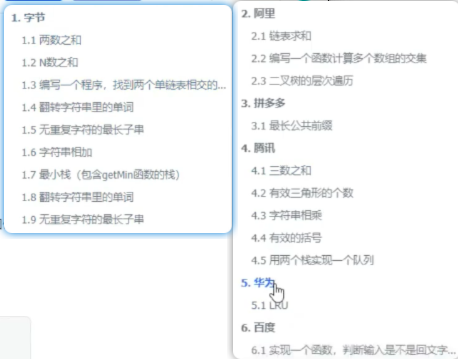 1. 字节
1.1 两数之和
1.2 N数之和
1.3 编写一个程序，找到两个单链表相交的...
1.4 翻转字符串里的单词
1.5 无重复字符的最长子串
1.6 字符串相加
1.7 最小栈（包含getMin函数的栈）
1.8 翻转字符串里的单词
1.9 无重复字符的最长子串
2. 阿里
2.1 链表求和
2.2 编写一个函数计算多个数组的交集
2.3 二叉树的层次遍历
3. 拼多多
3.1 最长公共前缀
4. 腾讯
4.1 三数之和
4.2 有效三角形的个数
4.3 字符串相乘
4.4 有效的括号
4.5 用两个栈实现一个队列
5. 华为
5.1 LRU
6. 百度
6.1 实现一个函数，判断输入是不是回文字...